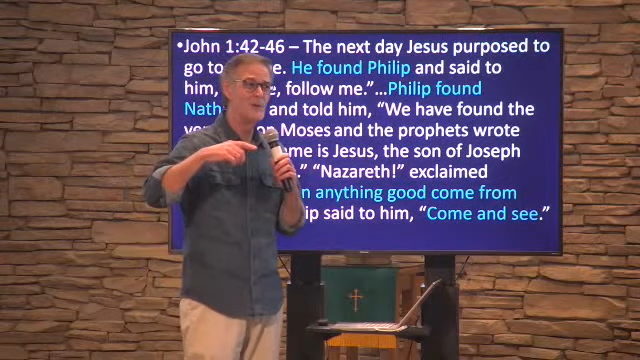 •John 1:42-46 – The next day Jesus purposed to
go to e. He found Philip and said to
him, e, follow me.”…Philip found
Nath and told him, “We have found the
ve on Moses and the prophets wrote
me is Jesus, the son of Joseph
.” “Nazareth!” exclaimed
n anything good come from
ip said to him, “Come and see.”